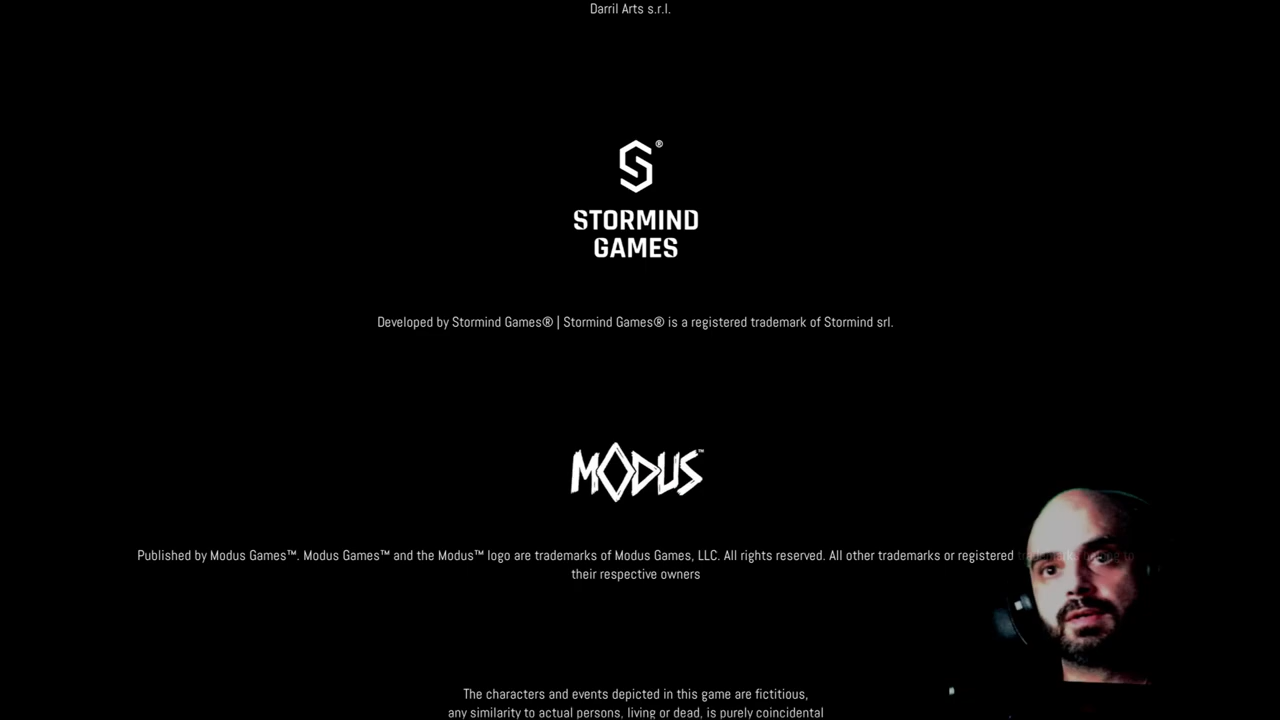 Darril Arts s.r.l.
®
STORMIND
GAMES
Developed by Stormind Games® | Stormind Games® is a registered trademark of Stormind srl.
MODUS™
Published by Modus Games™. Modus Games™ and the Modus™ logo are trademarks of Modus Games, LLC. All rights reserved. All other trademarks or registered
their respective owners
The characters and events depicted in this game are fictitious,
any similarity to actual persons, living or dead, is purely coincidental